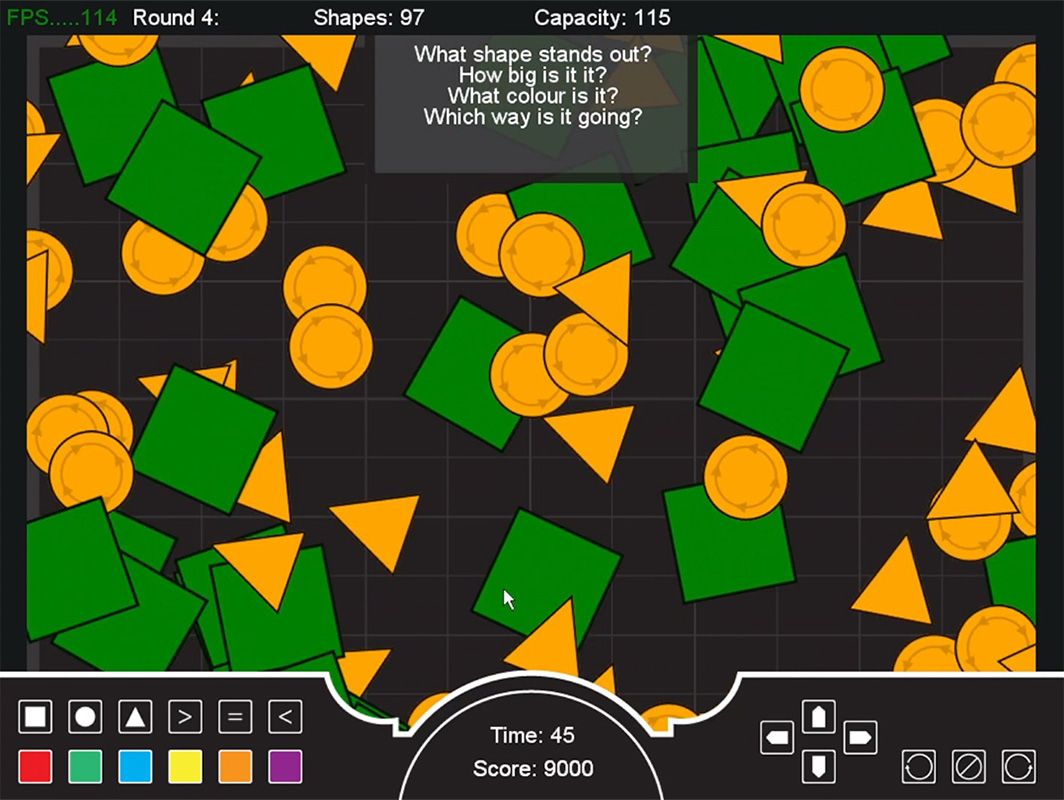 FPS.....114 Round 4: Shapes: 97 Capacity: 115
What shape stands out?
How big is it it?
What colour is it?
Which way is it going?
> = <
Time: 45
Score: 9000